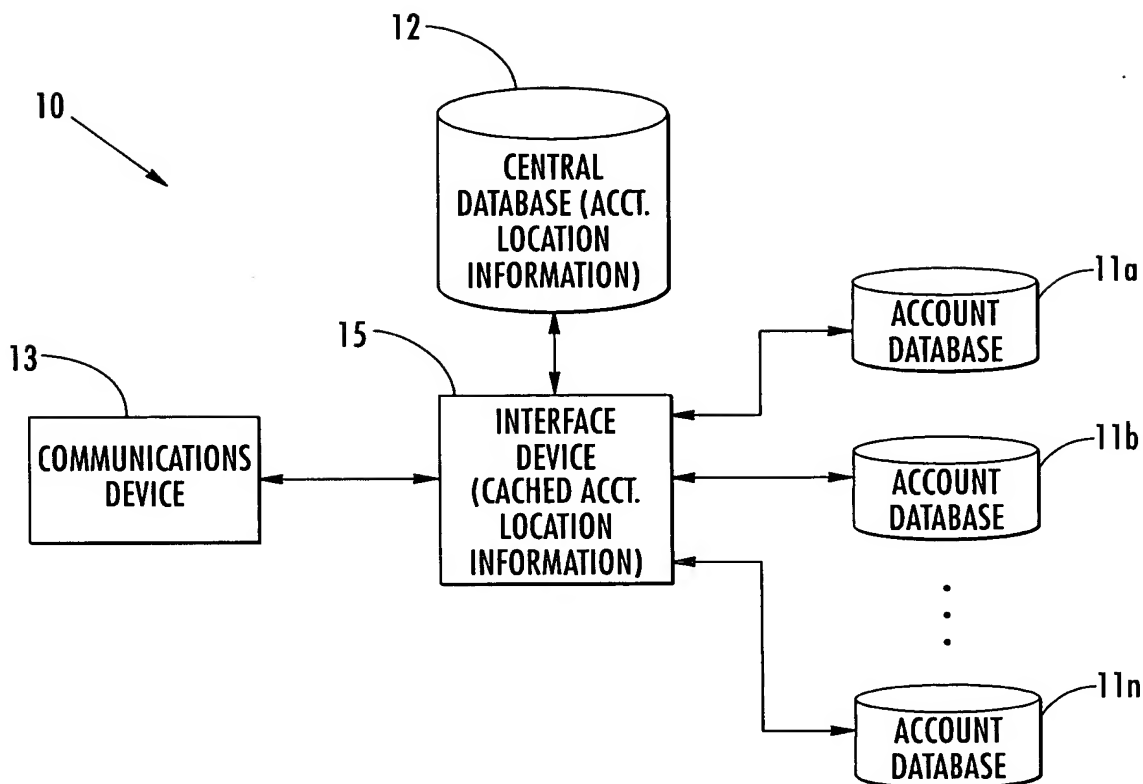 12
10
CENTRAL
DATABASE (ACCT.
LOCATION
INFORMATION)
11a
ACCOUNT
DATABASE
13
15
COMMUNICATIONS
DEVICE
INTERFACE
DEVICE
(CACHED ACCT.
LOCATION
INFORMATION)
11b
ACCOUNT
DATABASE
11n
ACCOUNT
DATABASE